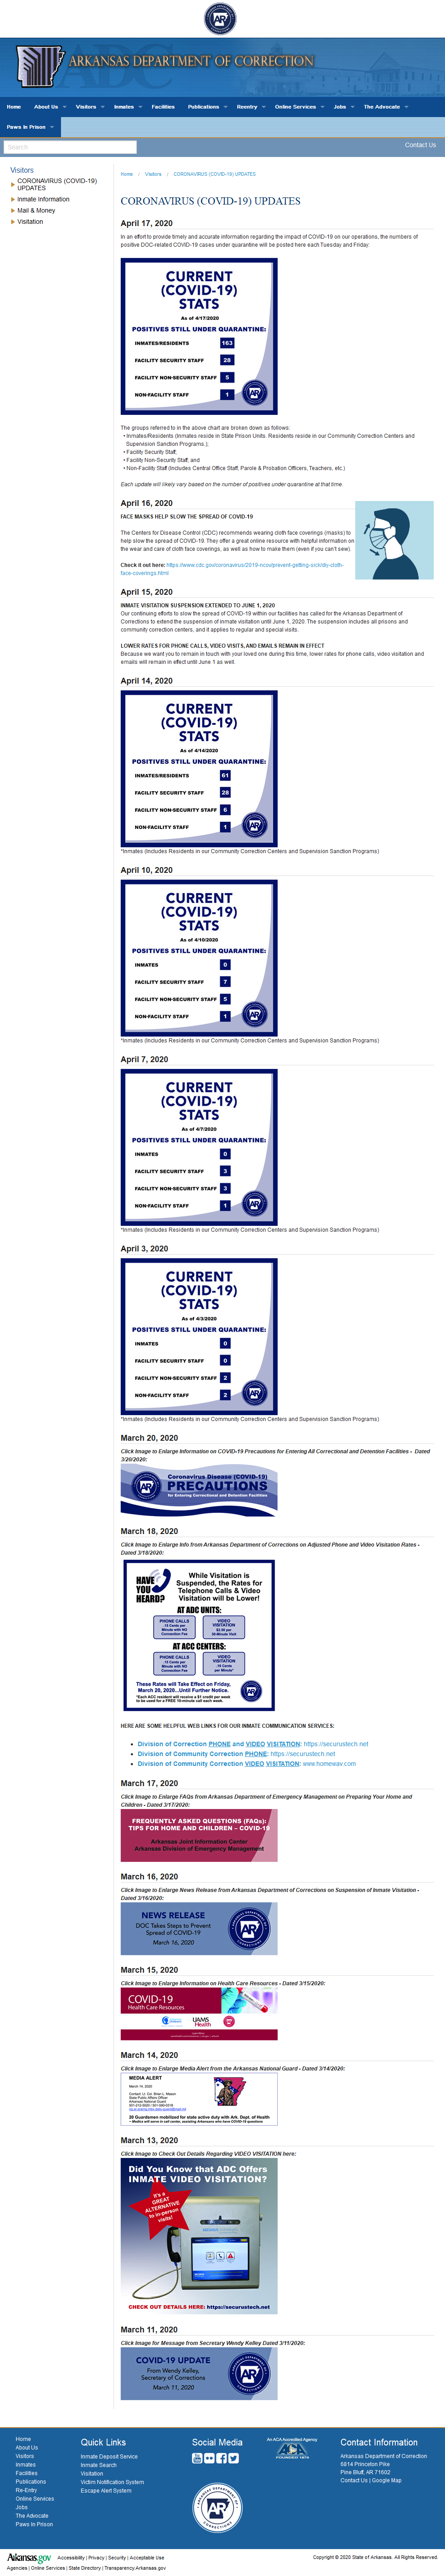 ARKANSAS DEPARTMENT OF CORRECTION
Home About Us Visitors Inmates Facilities Publications Reentry Online Services Jobs The Advocate
Paws In Prison
Search
Contact Us
Visitors
CORONAVIRUS (COVID-19)
UPDATES
Inmate Information
Mail & Money
Visitation
Home / Visitors / CORONAVIRUS (COVID-19) UPDATES
CORONAVIRUS (COVID-19) UPDATES
April 17, 2020
In an effort to provide timely and accurate information regarding the impact of COVID-19 on our operations, the numbers of
positive DOC-related COVID-19 cases under quarantine will be posted here each Tuesday and Friday:
CURRENT
(COVID-19)
STATS
As of 4/17/2020
POSITIVES STILL UNDER QUARANTINE:
INMATES/RESIDENTS 163
FACILITY SECURITY STAFF 28
FACILITY NON-SECURITY STAFF 5
NON-FACILITY STAFF 1
The groups referred to in the above chart are broken down as follows:
• Inmates/Residents (Inmates reside in State Prison Units. Residents reside in our Community Correction Centers and
Supervision Sanction Programs.);
• Facility Security Staff;
• Facility Non-Security Staff; and
• Non-Facility Staff (Includes Central Office Staff, Parole & Probation Officers, Teachers, etc.)
Each update will likely vary based on the number of positives under quarantine at that time.
April 16, 2020
FACE MASKS HELP SLOW THE SPREAD OF COVID-19
The Centers for Disease Control (CDC) recommends wearing cloth face coverings (masks) to
help slow the spread of COVID-19. They offer a great online resource with helpful information on
the wear and care of cloth face coverings, as well as how to make them (even if you can't sew).
Check it out here: https://www.cdc.gov/coronavirus/2019-ncov/prevent-getting-sick/diy-cloth-
face-coverings.html
April 15, 2020
INMATE VISITATION SUSPENSION EXTENDED TO JUNE 1, 2020
Our continuing efforts to slow the spread of COVID-19 within our facilities has called for the Arkansas Department of
Corrections to extend the suspension of inmate visitation until June 1, 2020. The suspension includes all prisons and
community correction centers, and it applies to regular and special visits.
LOWER RATES FOR PHONE CALLS, VIDEO VISITS, AND EMAILS REMAIN IN EFFECT
Because we want you to remain in touch with your loved one during this time, lower rates for phone calls, video visitation and
emails will remain in effect until June 1 as well.
April 14, 2020
CURRENT
(COVID-19)
STATS
As of 4/14/2020
POSITIVES STILL UNDER QUARANTINE:
INMATES/RESIDENTS 61
FACILITY SECURITY STAFF 28
FACILITY NON-SECURITY STAFF 6
NON-FACILITY STAFF 1
*Inmates (Includes Residents in our Community Correction Centers and Supervision Sanction Programs)
April 10, 2020
CURRENT
(COVID-19)
STATS
As of 4/10/2020
POSITIVES STILL UNDER QUARANTINE:
INMATES 0
FACILITY SECURITY STAFF 7
FACILITY NON-SECURITY STAFF 5
NON-FACILITY STAFF 1
*Inmates (Includes Residents in our Community Correction Centers and Supervision Sanction Programs)
April 7, 2020
CURRENT
(COVID-19)
STATS
As of 4/7/2020
POSITIVES STILL UNDER QUARANTINE:
INMATES 0
FACILITY SECURITY STAFF 3
FACILITY NON-SECURITY STAFF 3
NON-FACILITY STAFF 1
*Inmates (Includes Residents in our Community Correction Centers and Supervision Sanction Programs)
April 3, 2020
CURRENT
(COVID-19)
STATS
As of 4/3/2020
POSITIVES STILL UNDER QUARANTINE:
INMATES 0
FACILITY SECURITY STAFF 0
FACILITY NON-SECURITY STAFF 2
NON-FACILITY STAFF 2
*Inmates (Includes Residents in our Community Correction Centers and Supervision Sanction Programs)
March 20, 2020
Click Image to Enlarge Information on COVID-19 Precautions for Entering All Correctional and Detention Facilities - Dated
3/20/2020:
Coronavirus Disease (COVID-19)
PRECAUTIONS
for Entering Correctional and Detention Facilities
March 18, 2020
Click Image to Enlarge Info from Arkansas Department of Corrections on Adjusted Phone and Video Visitation Rates -
Dated 3/18/2020:
HAVE
YOU
HEARD?
While Visitation is
Suspended, the Rates for
Telephone Calls & Video
Visitation will be Lower!
AT ADC UNITS:
PHONE CALLS
VIDEO
VISITATION
AT ACC CENTERS:
PHONE CALLS
VIDEO
VISITATION
These Rates Will Take Effect on Friday,
March 20, 2020...Until Further Notice.
*Each ACC resident will receive a $1 credit per week
to be used for a FREE 10-minute phone call!
HERE ARE SOME HELPFUL WEB LINKS FOR OUR INMATE COMMUNICATION SERVICES:
• Division of Correction PHONE and VIDEO VISITATION: https://securustech.net
• Division of Community Correction PHONE: https://securustech.net
• Division of Community Correction VIDEO VISITATION: www.homewav.com
March 17, 2020
Click Image to Enlarge FAQs from Arkansas Department of Emergency Management on Preparing Your Home and
Children - Dated 3/17/2020:
FREQUENTLY ASKED QUESTIONS (FAQs):
TIPS FOR HOME AND CHILDREN – COVID-19
Arkansas Joint Information Center
Arkansas Division of Emergency Management
March 16, 2020
Click Image to Enlarge News Release from Arkansas Department of Corrections on Suspension of Inmate Visitation -
Dated 3/16/2020:
NEWS RELEASE
DOC Takes Steps to Prevent
Spread of COVID-19
March 16, 2020
March 15, 2020
Click Image to Enlarge Information on Health Care Resources - Dated 3/15/2020:
COVID-19
Health Care Resources
UAMS
Health
March 14, 2020
Click Image to Enlarge Media Alert from the Arkansas National Guard - Dated 3/14/2020:
MEDIA ALERT
March 14, 2020
20 Guardsmen mobilized for state active duty with Ark. Dept. of Health
March 13, 2020
Click Image to Check Out Details Regarding VIDEO VISITATION here:
Did You Know that ADC Offers
INMATE VIDEO VISITATION?
It's a
GREAT
ALTERNATIVE
to in-person
visits!
CHECK OUT DETAILS HERE: https://securustech.net
March 11, 2020
Click Image for Message from Secretary Wendy Kelley Dated 3/11/2020:
COVID-19 UPDATE
From Wendy Kelley,
Secretary of Corrections
March 11, 2020
Home
About Us
Visitors
Inmates
Facilities
Publications
Re-Entry
Online Services
Jobs
The Advocate
Paws In Prison
Quick Links
Inmate Deposit Service
Inmate Search
Visitation
Victim Notification System
Escape Alert System
Social Media
An ACA Accredited Agency
FOUNDED 1870
Contact Information
Arkansas Department of Correction
6814 Princeton Pike
Pine Bluff, AR 71602
Contact Us | Google Map
Arkansas.gov Accessibility | Privacy | Security | Acceptable Use
Copyright © 2020 State of Arkansas. All Rights Reserved.
Agencies | Online Services | State Directory | Transparency.Arkansas.gov